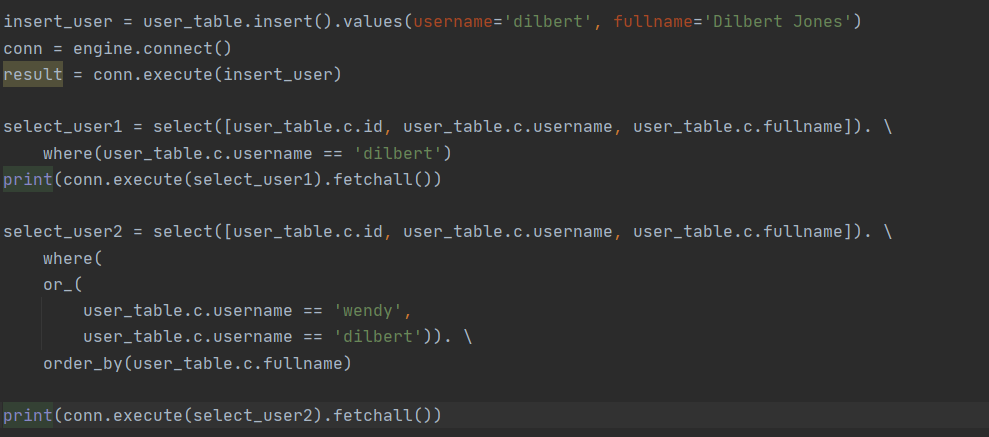 insert_user = user_table.insert().values(username='dilbert', fullname='Dilbert Jones')
conn = engine.connect()
result = conn.execute(insert_user)

select_user1 = select([user_table.c.id, user_table.c.username, user_table.c.fullname]). \
    where(user_table.c.username == 'dilbert')
print(conn.execute(select_user1).fetchall())

select_user2 = select([user_table.c.id, user_table.c.username, user_table.c.fullname]). \
    where(
    or_(
        user_table.c.username == 'wendy',
        user_table.c.username == 'dilbert')). \
    order_by(user_table.c.fullname)

print(conn.execute(select_user2).fetchall())